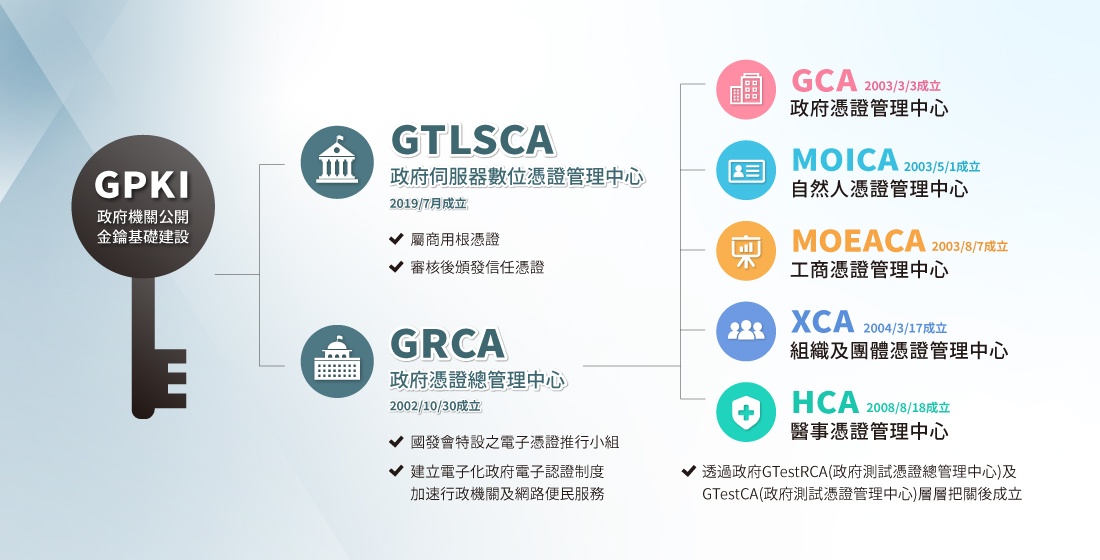 GPKI
政府機關公開
金鑰基礎建設
GTLSCA
政府伺服器數位憑證管理中心
2019/7月成立
屬商用根憑證
審核後頒發信任憑證
GRCA
政府憑證總管理中心
2002/10/30成立
國發會特設之電子憑證推行小組
建立電子化政府電子認證制度
加速行政機關及網路便民服務
GCA 2003/3/3成立
政府憑證管理中心
MOICA 2003/5/1成立
自然人憑證管理中心
MOEACA 2003/8/7成立
工商憑證管理中心
XCA 2004/3/17成立
組織及團體憑證管理中心
HCA 2008/8/18成立
醫事憑證管理中心
透過政府GTestRCA(政府測試憑證總管理中心)及
GTestCA(政府測試憑證管理中心)層層把關後成立